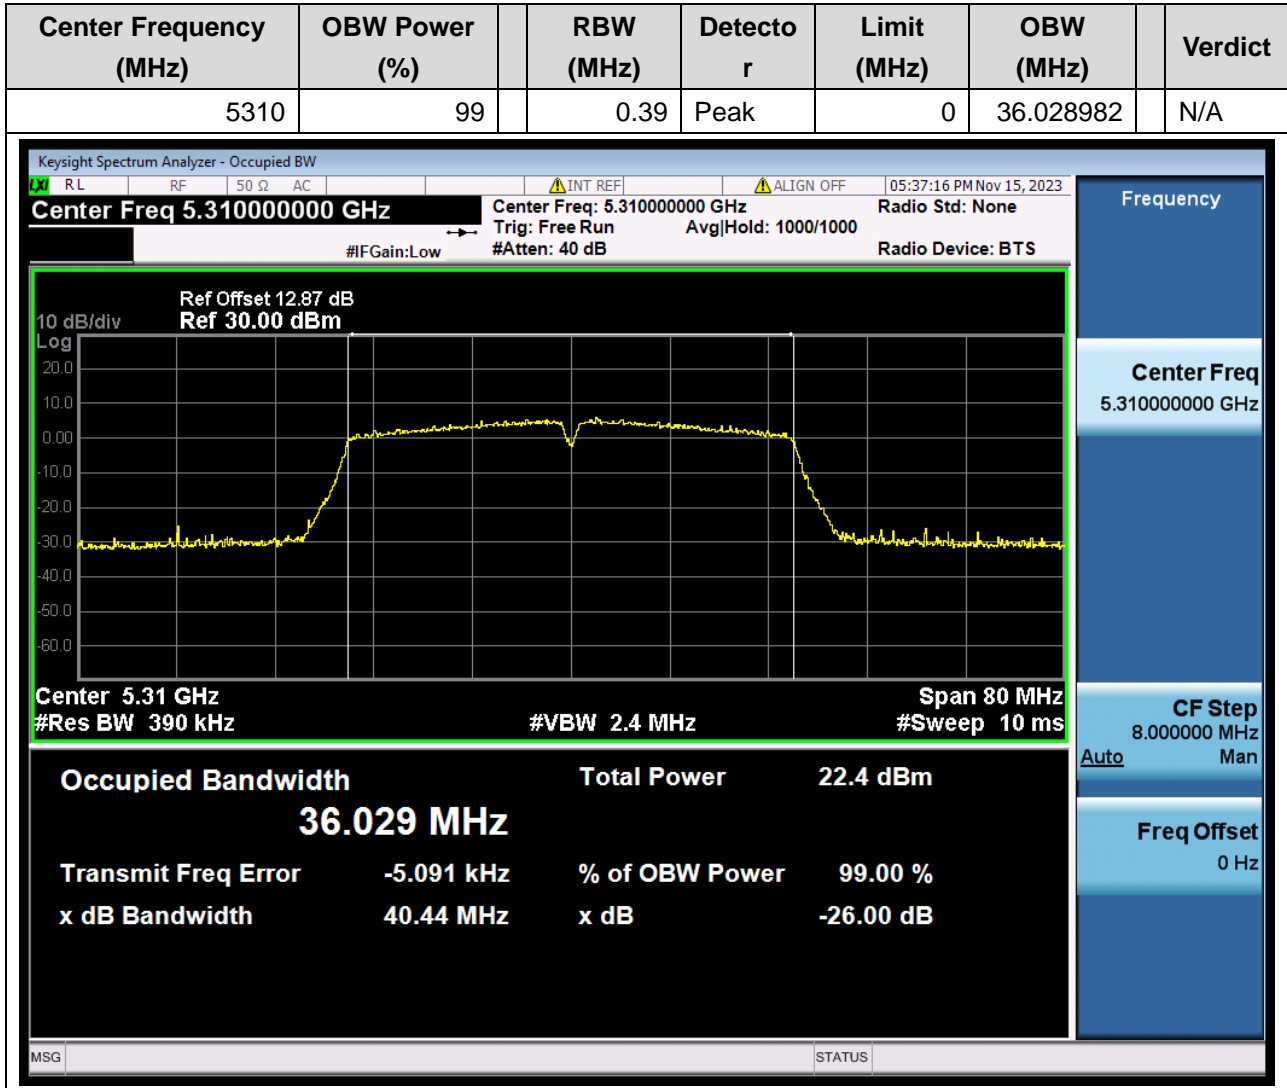 Center Frequency (MHz) OBW Power (%) RBW (MHz) Detecto r Limit (MHz) OBW (MHz) Verdict
5310 99 0.39 Peak 0 36.028982 N/A
Keysight Spectrum Analyzer - Occupied BW
LXI RL RF 50 Ω AC INT REF ALIGN OFF 05:37:16 PM Nov 15, 2023
Center Freq 5.310000000 GHz
Center Freq: 5.310000000 GHz Radio Std: None
Trig: Free Run Avg|Hold: 1000/1000
#IFGain:Low #Atten: 40 dB Radio Device: BTS
Ref Offset 12.87 dB
10 dB/div Ref 30.00 dBm
Log
20.0
10.0
0.00
-10.0
-20.0
-30.0
-40.0
-50.0
-60.0
Center 5.31 GHz Span 80 MHz
#Res BW 390 kHz #VBW 2.4 MHz #Sweep 10 ms
Occupied Bandwidth Total Power 22.4 dBm
36.029 MHz
Transmit Freq Error -5.091 kHz % of OBW Power 99.00 %
x dB Bandwidth 40.44 MHz x dB -26.00 dB
MSG STATUS
Frequency
Center Freq
5.310000000 GHz
CF Step
8.000000 MHz
Auto Man
Freq Offset
0 Hz